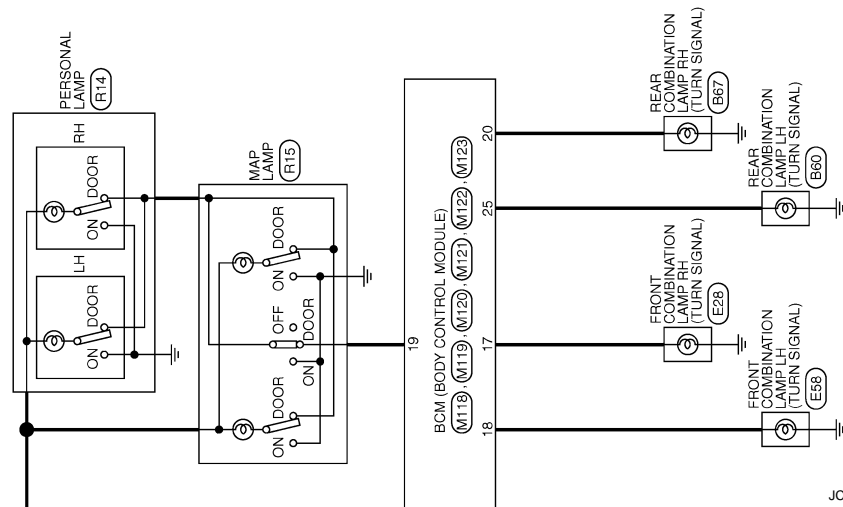 PERSONAL
LAMP
R14
RH
DOOR
ON
LH
DOOR
ON
MAP
LAMP
R15
DOOR
ON
OFF
DOOR
ON
DOOR
ON
19
BCM (BODY CONTROL MODULE)
M118 , M119 , M120 , M121 , M122 , M123
20
25
17
18
REAR
COMBINATION
LAMP RH
(TURN SIGNAL)
B67
REAR
COMBINATION
LAMP LH
(TURN SIGNAL)
B60
FRONT
COMBINATION
LAMP RH
(TURN SIGNAL)
E28
FRONT
COMBINATION
LAMP LH
(TURN SIGNAL)
E58
JC